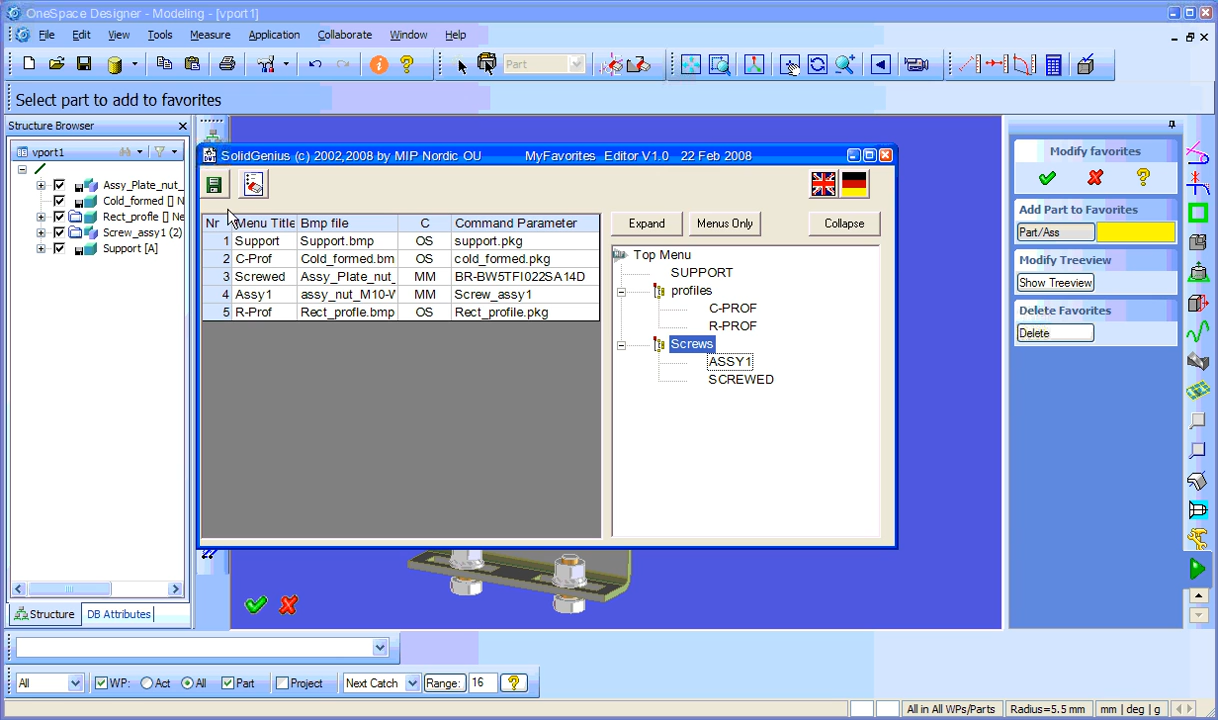 OneSpace Designer - Modeling - [vport1]
File Edit View Tools Measure Application Collaborate Window Help
Part
Select part to add to favorites
Structure Browser
vport1
Assy_Plate_nut_
Cold_formed [] N
Rect_profle [] Ne
Screw_assy1 (2)
Support [A]
Structure DB Attributes
SolidGenius (c) 2002,2008 by MIP Nordic OU MyFavorites Editor V1.0 22 Feb 2008
Nr Menu Title Bmp file C Command Parameter
1 Support Support.bmp OS support.pkg
2 C-Prof Cold_formed.bm OS cold_formed.pkg
3 Screwed Assy_Plate_nut_ MM BR-BW5TFI022SA14D
4 Assy1 assy_nut_M10-V MM Screw_assy1
5 R-Prof Rect_profle.bmp OS Rect_profile.pkg
Expand Menus Only Collapse
Top Menu
SUPPORT
profiles
C-PROF
R-PROF
Screws
ASSY1
SCREWED
Modify favorites
Add Part to Favorites
Part/Ass
Modify Treeview
Show Treeview
Delete Favorites
Delete
All WP: Act All Part Project Next Catch Range: 16
All in All WPs/Parts Radius=5.5 mm mm | deg | g